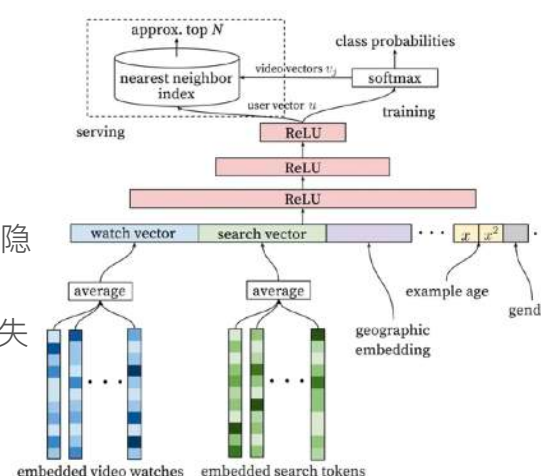 approx. top N
class probabilities
nearest neighbor
index
video vectors vⱼ
softmax
user vector u
serving
training
ReLU
ReLU
ReLU
隐
watch vector
search vector
x
x²
average
average
example age
gend
失
geographic
embedding
embedded video watches
embedded search tokens